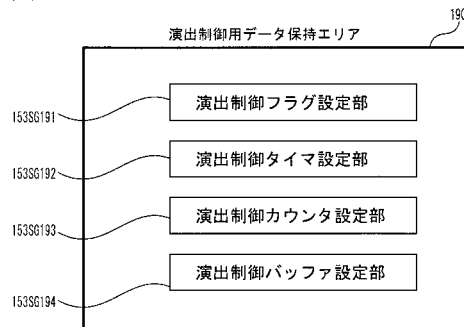 190
演出制御用データ保持エリア
153SG191
演出制御フラグ設定部
153SG192
演出制御タイマ設定部
153SG193
演出制御カウンタ設定部
153SG194
演出制御バッファ設定部